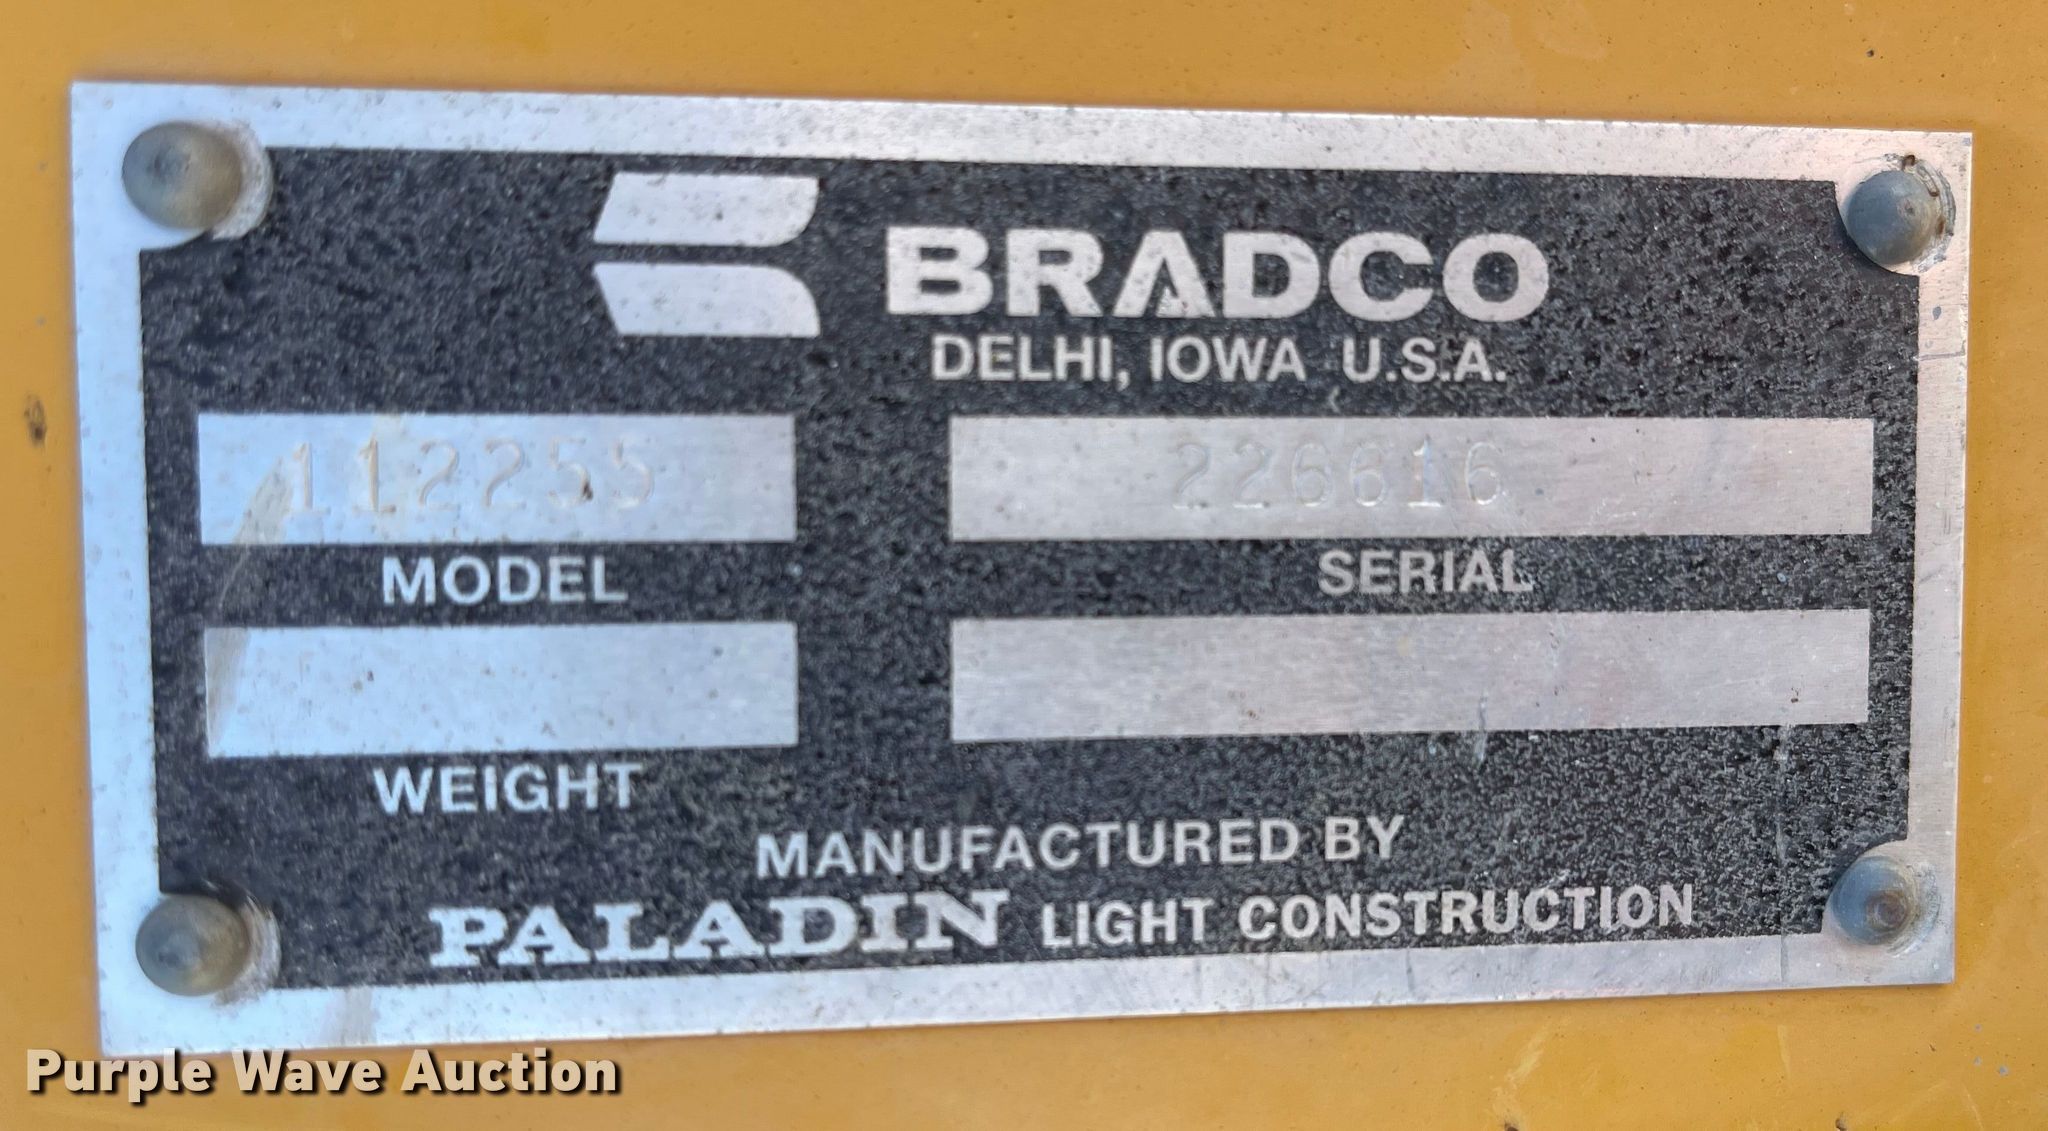 BRADCO
DELHI, IOWA U.S.A.
112255 226616
MODEL SERIAL
WEIGHT
MANUFACTURED BY
PALADIN LIGHT CONSTRUCTION
Purple Wave Auction